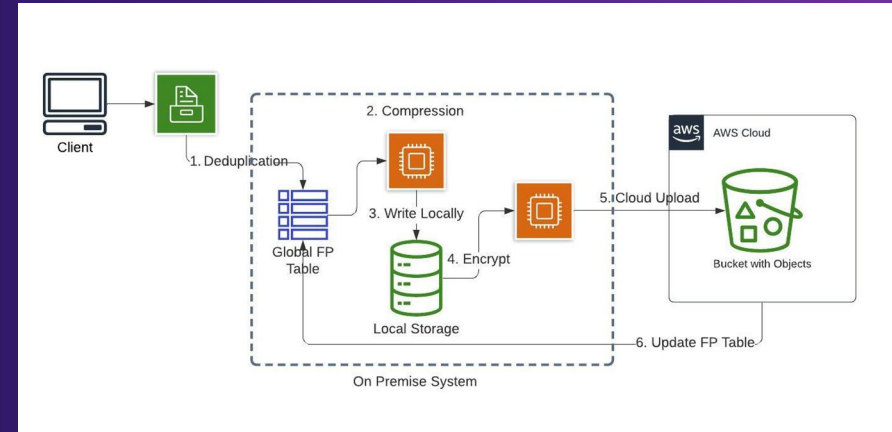 Client
1. Deduplication
2. Compression
Global FP
Table
3. Write Locally
Local Storage
4. Encrypt
5. Cloud Upload
aws
AWS Cloud
Bucket with Objects
6. Update FP Table
On Premise System